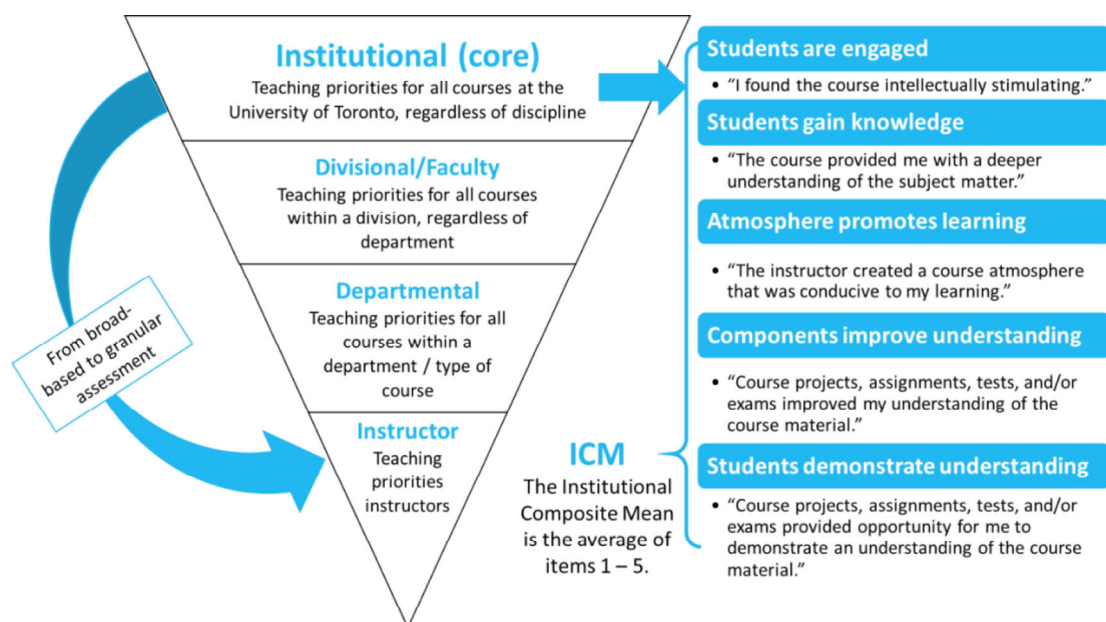 Institutional (core)
Teaching priorities for all courses at the
University of Toronto, regardless of discipline
Divisional/Faculty
Teaching priorities for all courses
within a division, regardless of
department
Departmental
Teaching priorities for all
courses within a
department / type of
course
Instructor
Teaching
priorities
instructors
From broad-
based to granular
assessment
ICM
The Institutional
Composite Mean
is the average of
items 1 – 5.
Students are engaged
• “I found the course intellectually stimulating.”
Students gain knowledge
• “The course provided me with a deeper
understanding of the subject matter.”
Atmosphere promotes learning
• “The instructor created a course atmosphere
that was conducive to my learning.”
Components improve understanding
• “Course projects, assignments, tests, and/or
exams improved my understanding of the
course material.”
Students demonstrate understanding
• “Course projects, assignments, tests, and/or
exams provided opportunity for me to
demonstrate an understanding of the course
material.”